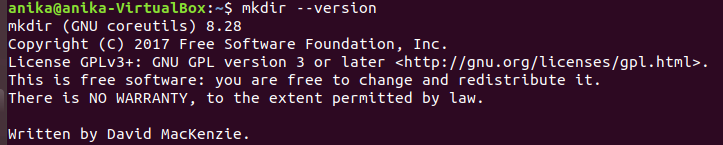 anika@anika-VirtualBox:~$ mkdir --version
mkdir (GNU coreutils) 8.28
Copyright (C) 2017 Free Software Foundation, Inc.
License GPLv3+: GNU GPL version 3 or later <http://gnu.org/licenses/gpl.html>.
This is free software: you are free to change and redistribute it.
There is NO WARRANTY, to the extent permitted by law.

Written by David MacKenzie.